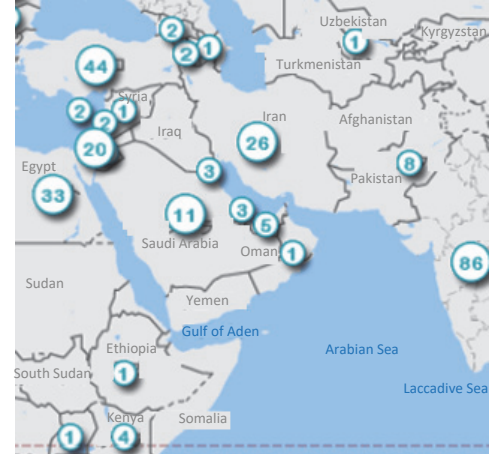 Uzbekistan
Kyrgyzstan
2
2
1
1
Turkmenistan
44
Syria
2
2
1
Iraq
Iran
26
Afghanistan
20
Egypt
3
8
Pakistan
33
11
3
5
Saudi Arabia
Oman
1
86
Sudan
Yemen
Gulf of Aden
Arabian Sea
Ethiopia
1
South Sudan
Laccadive Sea
Kenya
Somalia
1
4